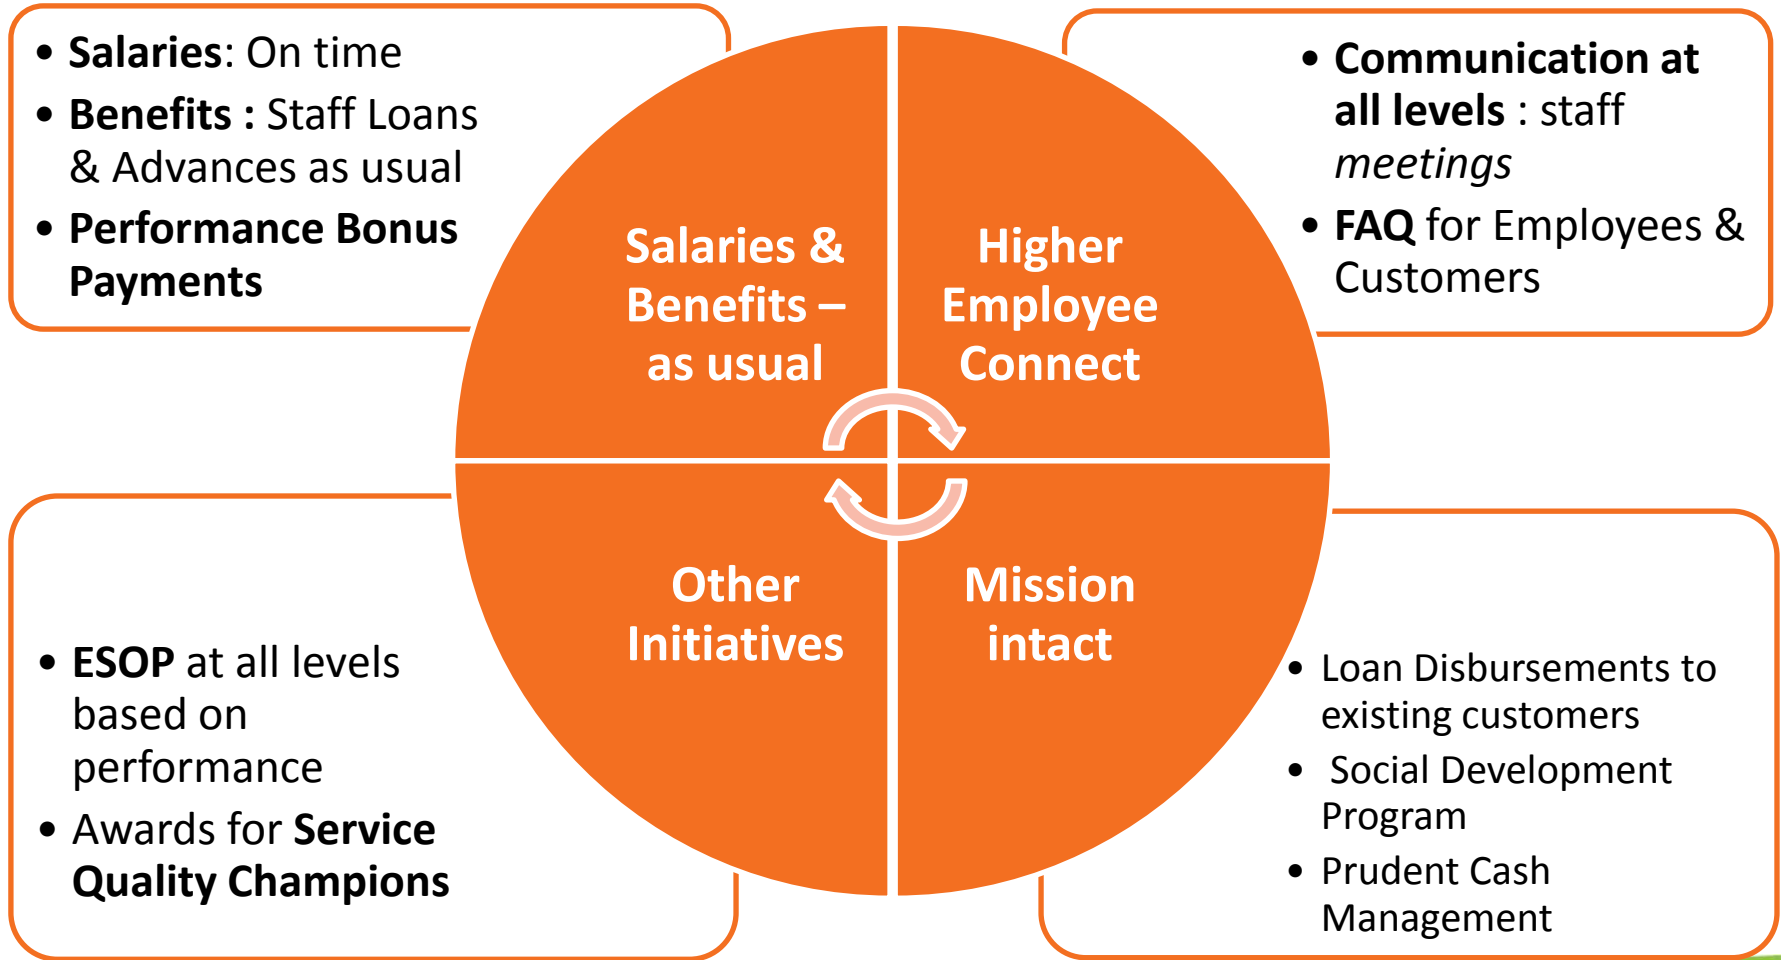 • Salaries: On time
• Benefits : Staff Loans
& Advances as usual
• Performance Bonus
Payments
Salaries &
Benefits –
as usual
Higher
Employee
Connect
• Communication at
all levels : staff
meetings
• FAQ for Employees &
Customers
• ESOP at all levels
based on
performance
• Awards for Service
Quality Champions
Other
Initiatives
Mission
intact
• Loan Disbursements to
existing customers
• Social Development
Program
• Prudent Cash
Management